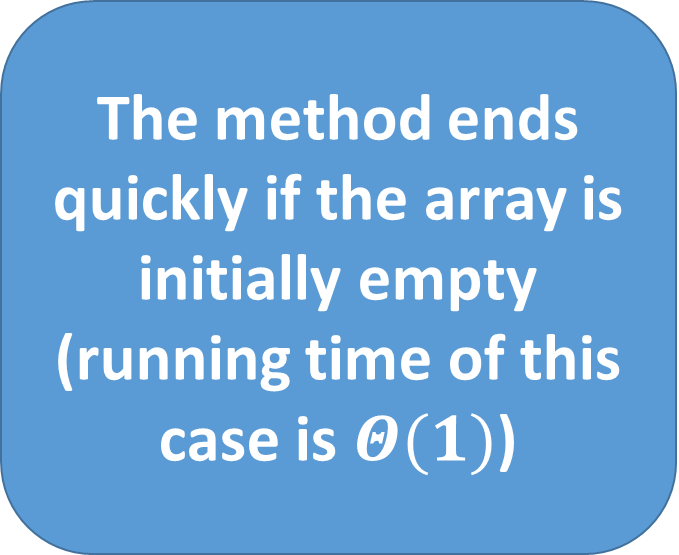 The method ends
quickly if the array is
initially empty
(running time of this
case is Θ(1))